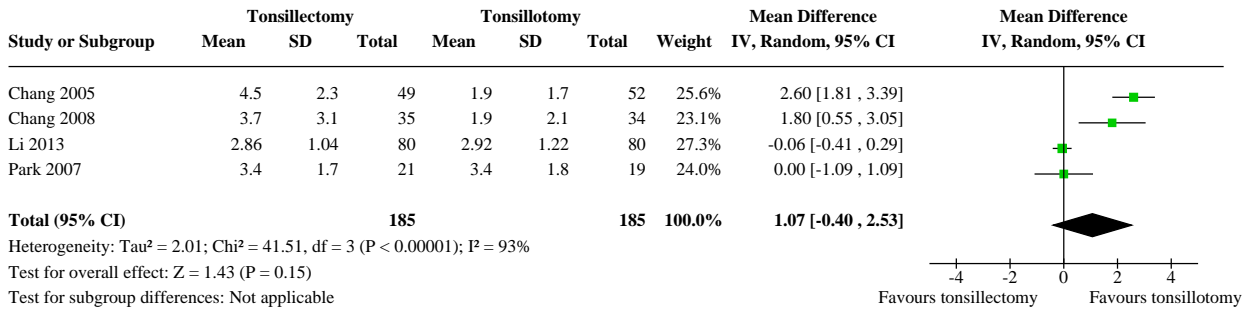 Tonsillectomy Tonsillotomy Mean Difference Mean Difference
Study or Subgroup Mean SD Total Mean SD Total Weight IV, Random, 95% CI IV, Random, 95% CI
Chang 2005 4.5 2.3 49 1.9 1.7 52 25.6% 2.60 [1.81 , 3.39]
Chang 2008 3.7 3.1 35 1.9 2.1 34 23.1% 1.80 [0.55 , 3.05]
Li 2013 2.86 1.04 80 2.92 1.22 80 27.3% -0.06 [-0.41 , 0.29]
Park 2007 3.4 1.7 21 3.4 1.8 19 24.0% 0.00 [-1.09 , 1.09]
Total (95% CI) 185 185 100.0% 1.07 [-0.40 , 2.53]
Heterogeneity: Tau² = 2.01; Chi² = 41.51, df = 3 (P < 0.00001); I² = 93%
Test for overall effect: Z = 1.43 (P = 0.15)
Test for subgroup differences: Not applicable
-4 -2 0 2 4
Favours tonsillectomy Favours tonsillotomy